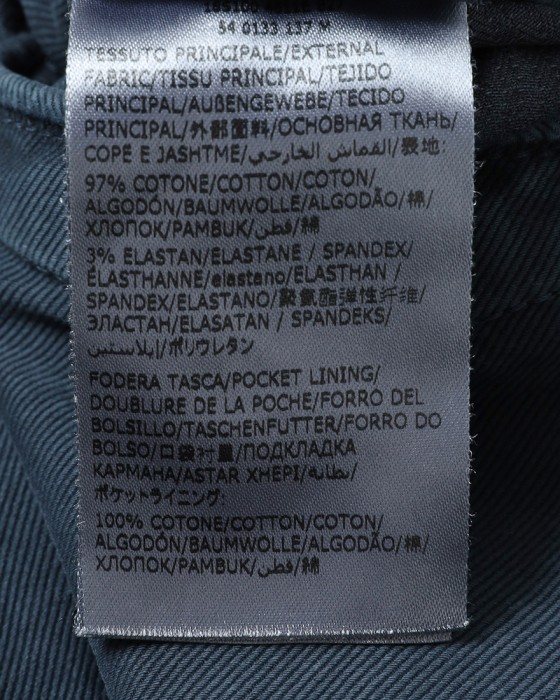 54 0133 137 M
TESSUTO PRINCIPALE/EXTERNAL
FABRIC/TISSU PRINCIPAL/TEJIDO
PRINCIPAL/AUßENGEWEBE/TECIDO
PRINCIPAL/外部面料/ОСНОВНАЯ ТКАНЬ/
COPE E JASHTME/القماش الخارجي/表地:
97% COTONE/COTTON/COTON/
ALGODÓN/BAUMWOLLE/ALGODÃO/棉/
ХЛОПОК/PAMBUK/قطن/綿
3% ELASTAN/ELASTANE / SPANDEX/
ÉLASTHANNE/elastano/ELASTHAN /
SPANDEX/ELASTANO/聚氨酯弹性纤维/
ЭЛАСТАН/ELASATAN / SPANDEKS/
إيلاستين/ポリウレタン
FODERA TASCA/POCKET LINING/
DOUBLURE DE LA POCHE/FORRO DEL
BOLSILLO/TASCHENFUTTER/FORRO DO
BOLSO/口袋衬量/ПОДКЛАДКА
КАРМАНА/ASTAR XHEPI/بطانه/
ポケットライニング:
100% COTONE/COTTON/COTON/
ALGODÓN/BAUMWOLLE/ALGODÃO/棉/
ХЛОПОК/PAMBUK/قطن/綿